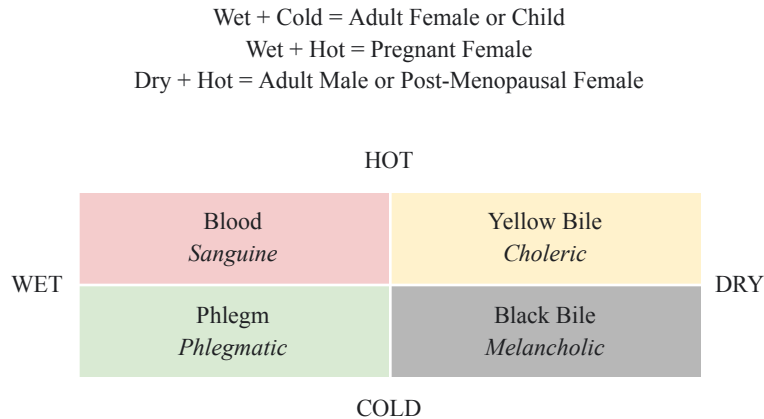 Wet + Cold = Adult Female or Child
Wet + Hot = Pregnant Female
Dry + Hot = Adult Male or Post-Menopausal Female
HOT
Blood
Sanguine
Yellow Bile
Choleric
WET
DRY
Phlegm
Phlegmatic
Black Bile
Melancholic
COLD